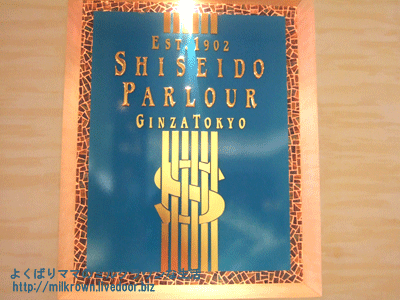 EST. 1902
SHISEIDO
PARLOUR
GINZA TOKYO
S
よくばりママ
http://milkrown.livedoor.biz